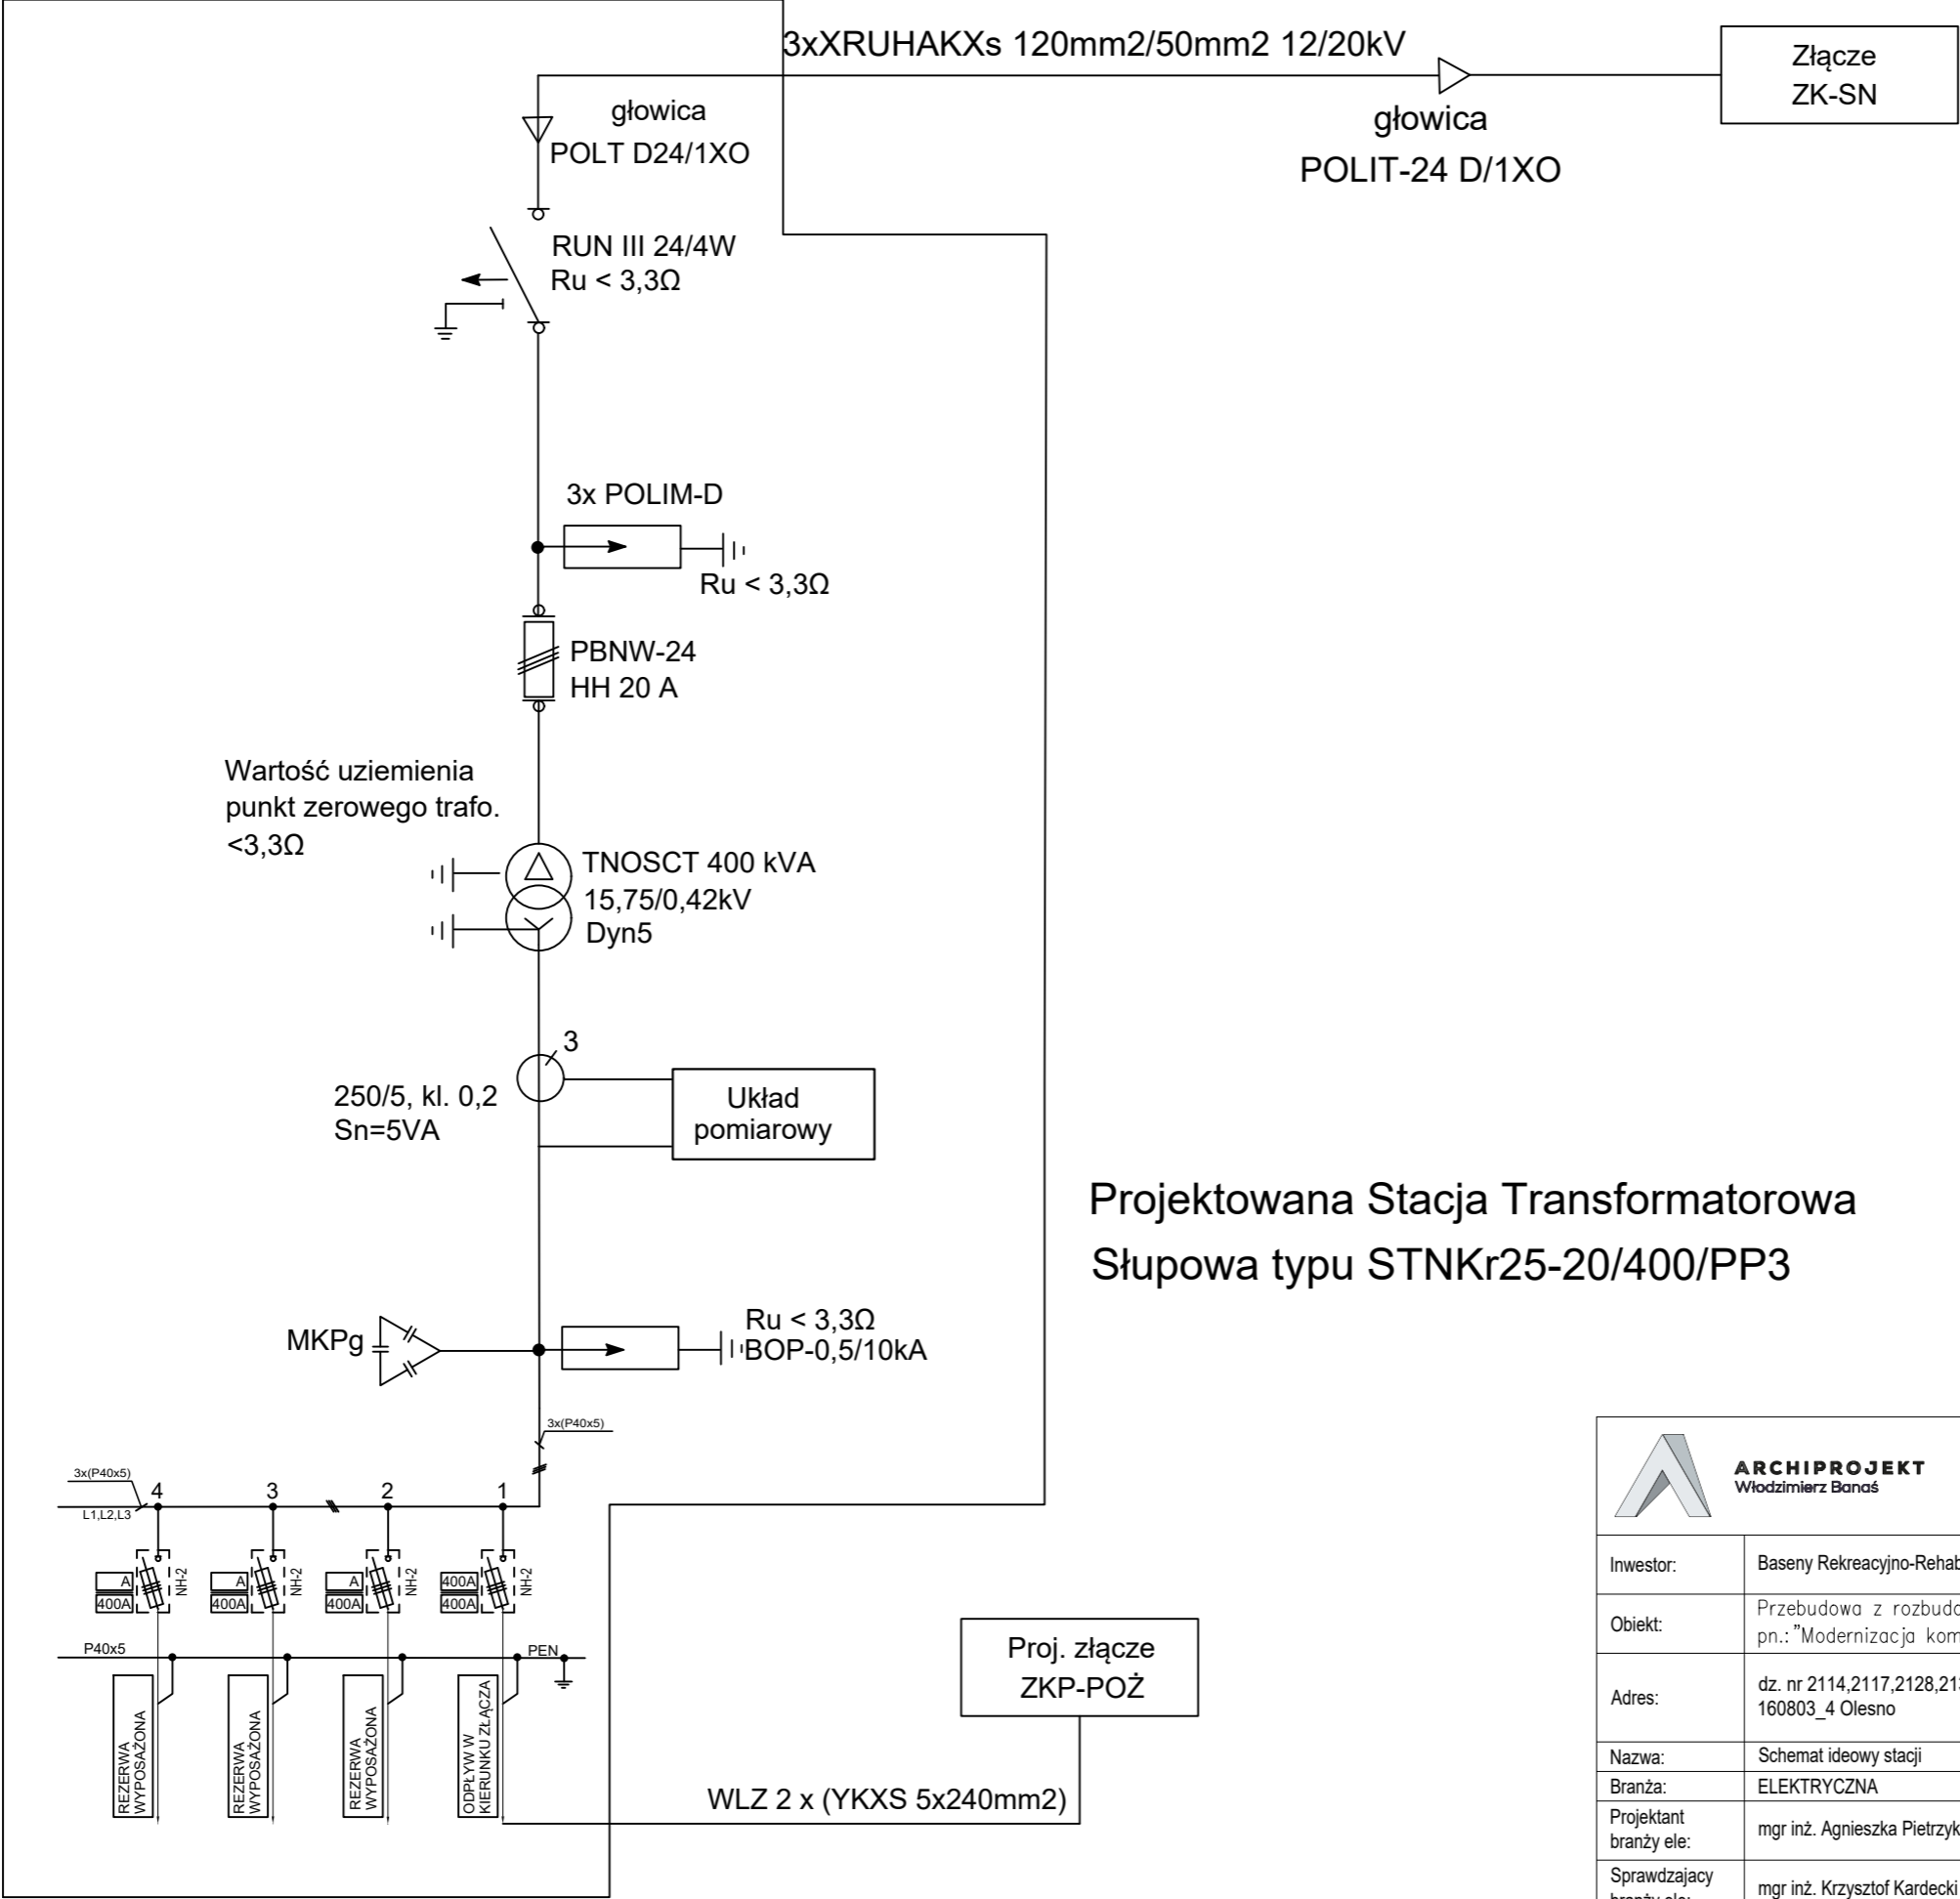 3xXRUHAKXs 120mm2/50mm2 12/20kV
Złącze
ZK-SN
głowica
POLT D24/1XO
głowica
POLIT-24 D/1XO
RUN III 24/4W
Ru < 3,3Ω
3x POLIM-D
Ru < 3,3Ω
PBNW-24
HH 20 A
Wartość uziemienia
punkt zerowego trafo.
<3,3Ω
TNOSCT 400 kVA
15,75/0,42kV
Dyn5
3
250/5, kl. 0,2
Sn=5VA
Układ
pomiarowy
Projektowana Stacja Transformatorowa
Słupowa typu STNKr25-20/400/PP3
MKPg
Ru < 3,3Ω
BOP-0,5/10kA
3x(P40x5)
3x(P40x5)
L1,L2,L3
4
3
2
1
A
400A
NH-2
A
400A
NH-2
A
400A
NH-2
400A
400A
NH-2
P40x5
PEN
REZERWA
WYPOSAŻONA
REZERWA
WYPOSAŻONA
REZERWA
WYPOSAŻONA
ODPŁYW W
KIERUNKU ZŁĄCZA
Proj. złącze
ZKP-POŻ
WLZ 2 x (YKXS 5x240mm2)
ARCHIPROJEKT
Włodzimierz Banaś
Inwestor:
Baseny Rekreacyjno-Rehab
Obiekt:
Przebudowa z rozbudo
pn.:"Modernizacja kom
Adres:
dz. nr 2114,2117,2128,213
160803_4 Olesno
Nazwa:
Schemat ideowy stacji
Branża:
ELEKTRYCZNA
Projektant
branży ele:
mgr inż. Agnieszka Pietrzyk
Sprawdzajacy
branży ele:
mgr inż. Krzysztof Kardecki